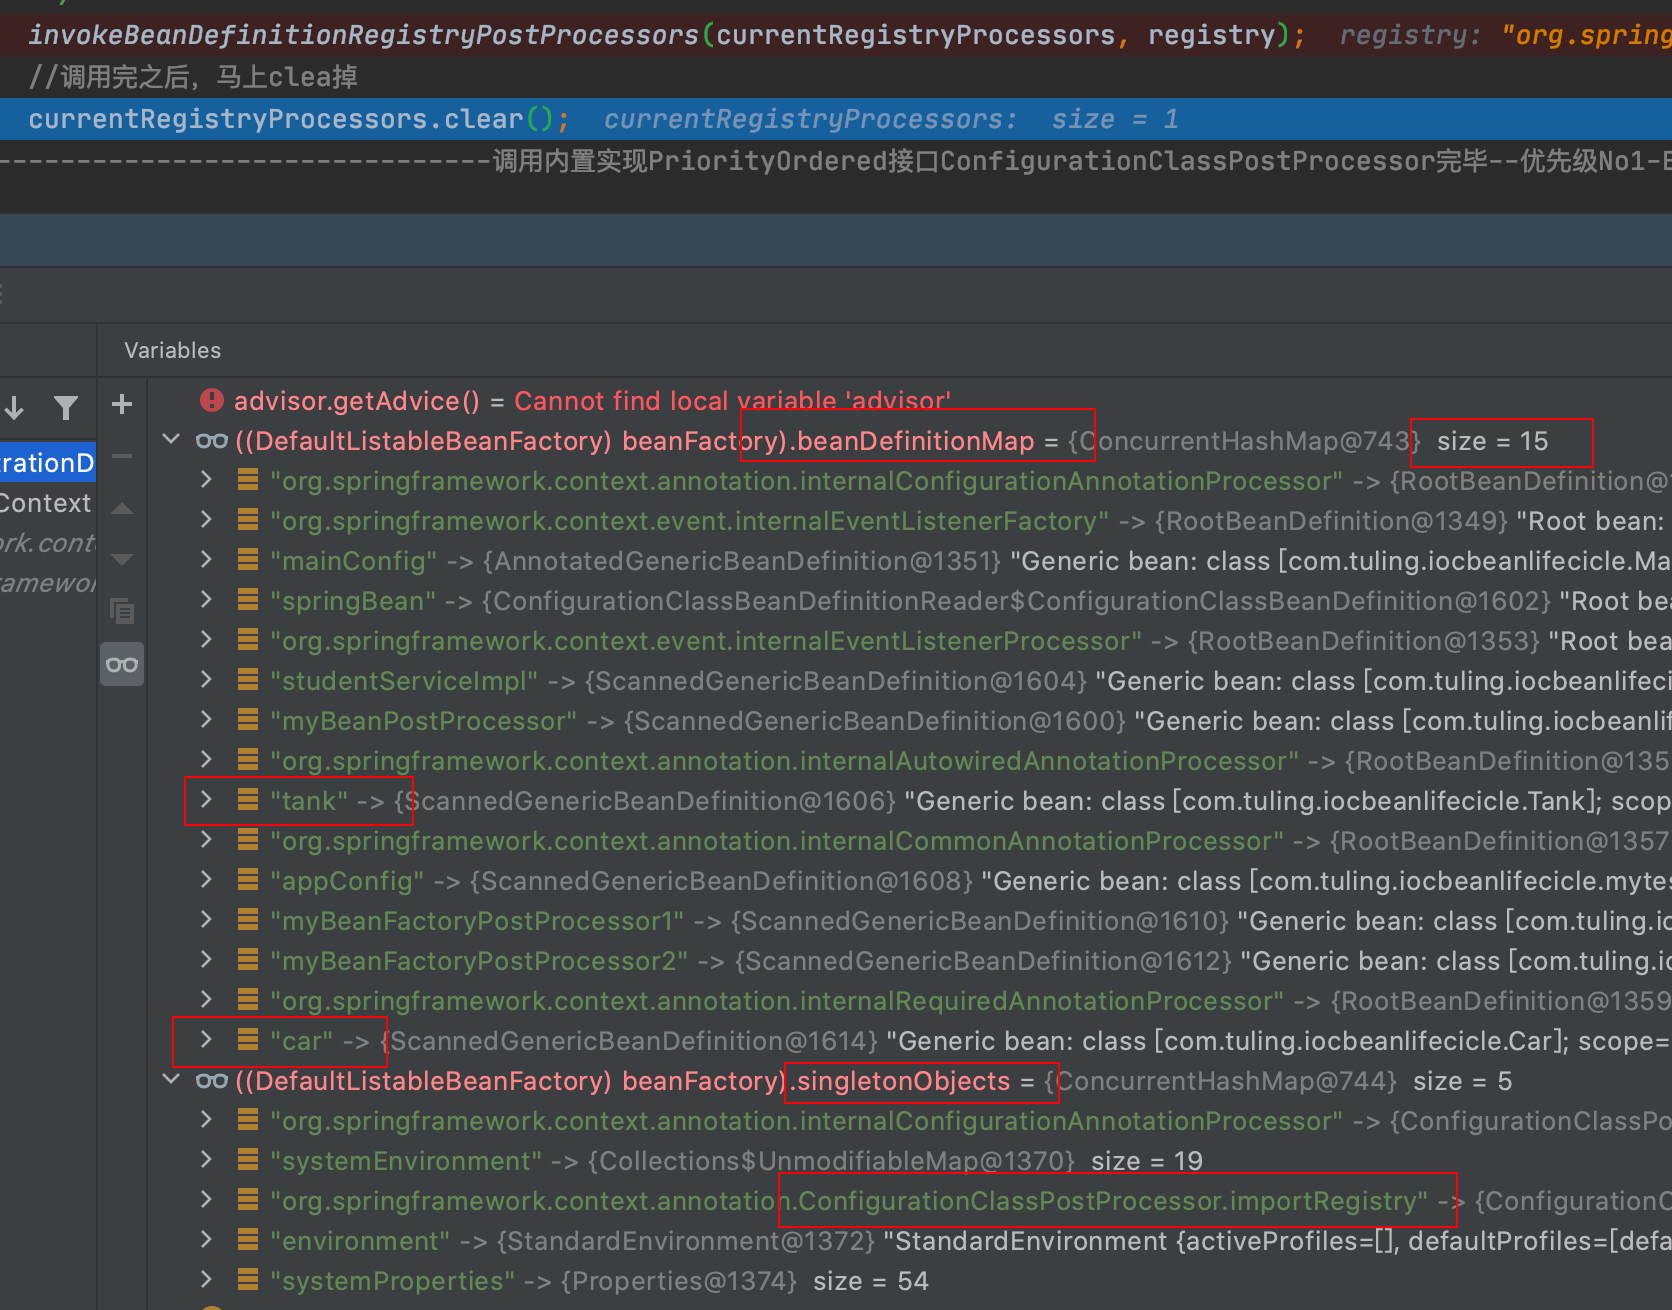 invokeBeanDefinitionRegistryPostProcessors(currentRegistryProcessors, registry); registry: "org.spring
//调用完之后，马上clea掉
currentRegistryProcessors.clear(); currentRegistryProcessors: size = 1
------------------------------调用内置实现PriorityOrdered接口ConfigurationClassPostProcessor完毕--优先级No1-E
Variables
advisor.getAdvice() = Cannot find local variable 'advisor'
((DefaultListableBeanFactory) beanFactory).beanDefinitionMap = {ConcurrentHashMap@743} size = 15
trationD
"org.springframework.context.annotation.internalConfigurationAnnotationProcessor" -> {RootBeanDefinition@
Context
"org.springframework.context.event.internalEventListenerFactory" -> {RootBeanDefinition@1349} "Root bean:
ork.conte
"mainConfig" -> {AnnotatedGenericBeanDefinition@1351} "Generic bean: class [com.tuling.iocbeanlifecicle.Ma
ramewor
"springBean" -> {ConfigurationClassBeanDefinitionReader$ConfigurationClassBeanDefinition@1602} "Root bea
"org.springframework.context.event.internalEventListenerProcessor" -> {RootBeanDefinition@1353} "Root bea
"studentServiceImpl" -> {ScannedGenericBeanDefinition@1604} "Generic bean: class [com.tuling.iocbeanlifeci
"myBeanPostProcessor" -> {ScannedGenericBeanDefinition@1600} "Generic bean: class [com.tuling.iocbeanlif
"org.springframework.context.annotation.internalAutowiredAnnotationProcessor" -> {RootBeanDefinition@135
"tank" -> {ScannedGenericBeanDefinition@1606} "Generic bean: class [com.tuling.iocbeanlifecicle.Tank]; scop
"org.springframework.context.annotation.internalCommonAnnotationProcessor" -> {RootBeanDefinition@1357
"appConfig" -> {ScannedGenericBeanDefinition@1608} "Generic bean: class [com.tuling.iocbeanlifecicle.mytes
"myBeanFactoryPostProcessor1" -> {ScannedGenericBeanDefinition@1610} "Generic bean: class [com.tuling.io
"myBeanFactoryPostProcessor2" -> {ScannedGenericBeanDefinition@1612} "Generic bean: class [com.tuling.io
"org.springframework.context.annotation.internalRequiredAnnotationProcessor" -> {RootBeanDefinition@1359
"car" -> {ScannedGenericBeanDefinition@1614} "Generic bean: class [com.tuling.iocbeanlifecicle.Car]; scope=
((DefaultListableBeanFactory) beanFactory).singletonObjects = {ConcurrentHashMap@744} size = 5
"org.springframework.context.annotation.internalConfigurationAnnotationProcessor" -> {ConfigurationClassPo
"systemEnvironment" -> {Collections$UnmodifiableMap@1370} size = 19
"org.springframework.context.annotation.ConfigurationClassPostProcessor.importRegistry" -> {ConfigurationC
"environment" -> {StandardEnvironment@1372} "StandardEnvironment {activeProfiles=[], defaultProfiles=[defa
"systemProperties" -> {Properties@1374} size = 54